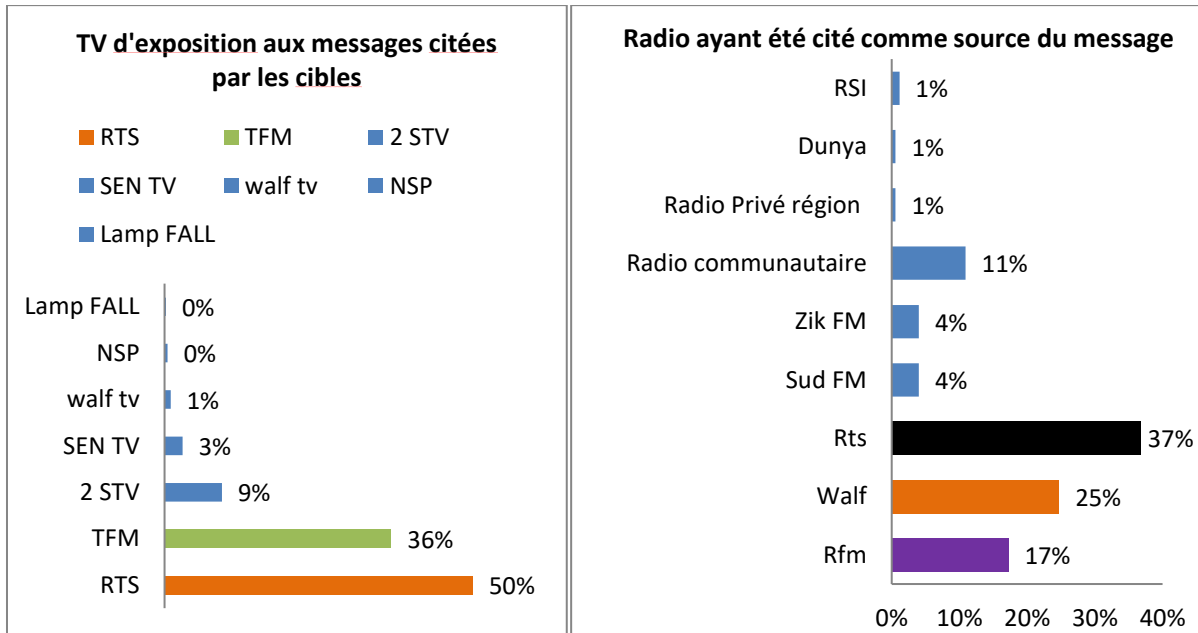 TV d'exposition aux messages citées
par les cibles
RTS TFM 2 STV
SEN TV walf tv NSP
Lamp FALL
Lamp FALL 0%
NSP 0%
walf tv 1%
SEN TV 3%
2 STV 9%
TFM 36%
RTS 50%
Radio ayant été cité comme source du message
RSI 1%
Dunya 1%
Radio Privé région 1%
Radio communautaire 11%
Zik FM 4%
Sud FM 4%
Rts 37%
Walf 25%
Rfm 17%
0% 10% 20% 30% 40%